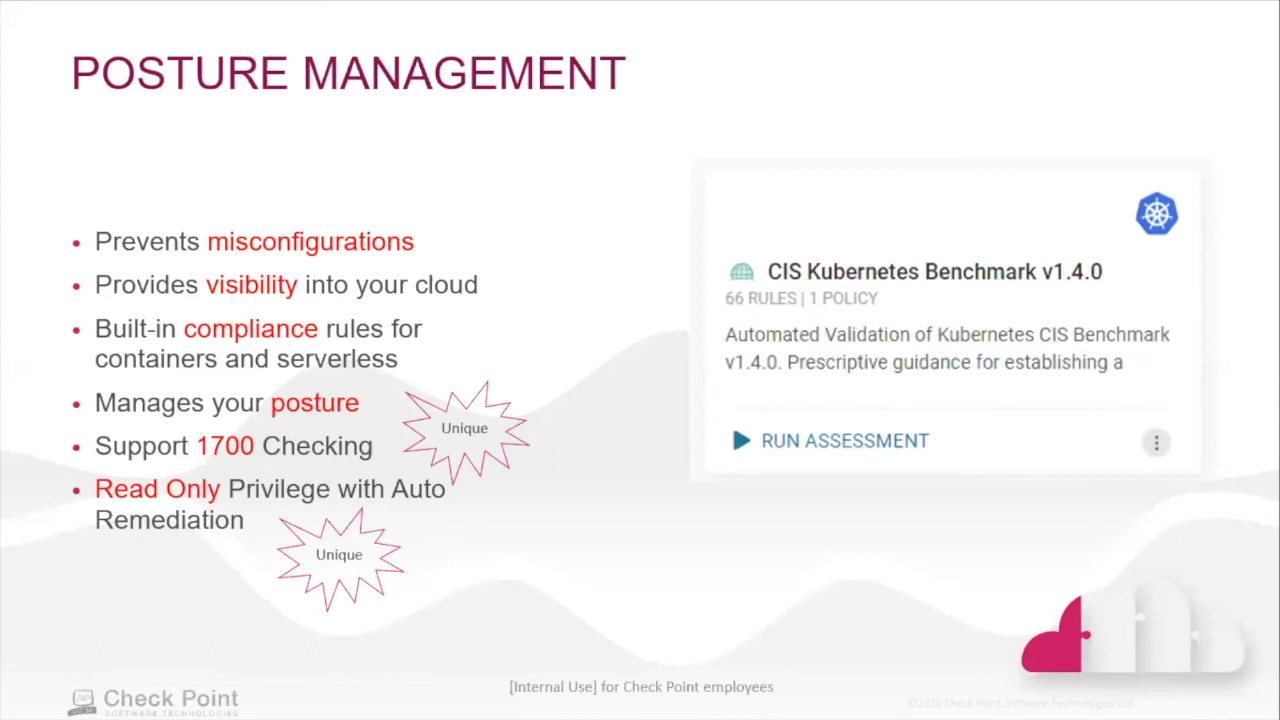 POSTURE MANAGEMENT
• Prevents misconfigurations
• Provides visibility into your cloud
• Built-in compliance rules for
containers and serverless
• Manages your posture
• Support 1700 Checking
Unique
• Read Only Privilege with Auto
Remediation
Unique
CIS Kubernetes Benchmark v1.4.0
66 RULES | 1 POLICY
Automated Validation of Kubernetes CIS Benchmark
v1.4.0. Prescriptive guidance for establishing a
RUN ASSESSMENT
Check Point
SOFTWARE TECHNOLOGIES
[Internal Use] for Check Point employees
©2020 Check Point Software Technologies Ltd.